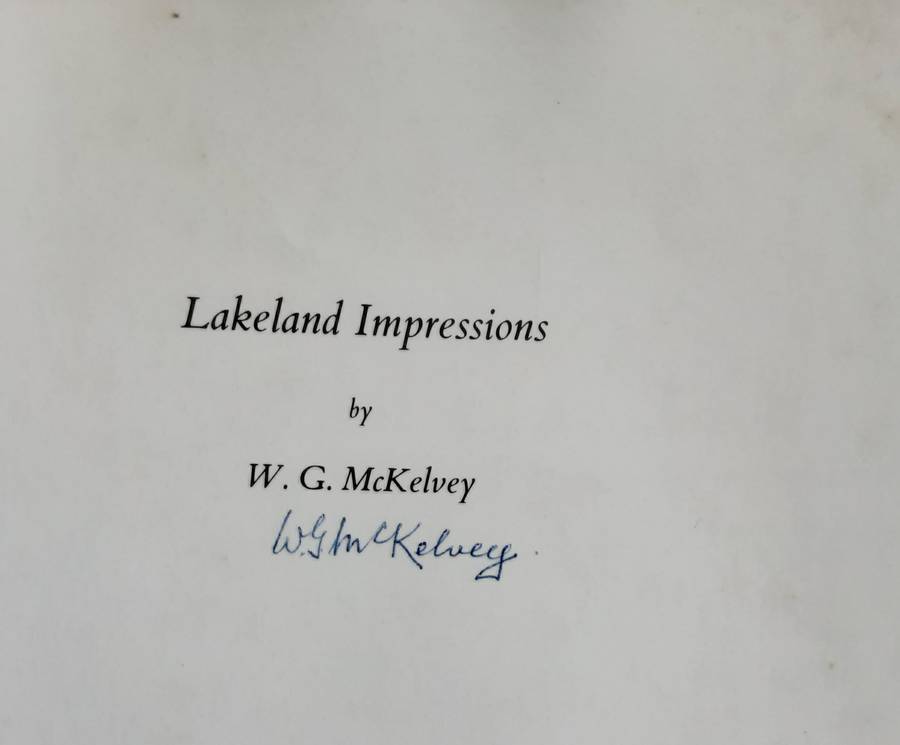 Lakeland Impressions
by
W. G. McKelvey
W.G.McKelvey.